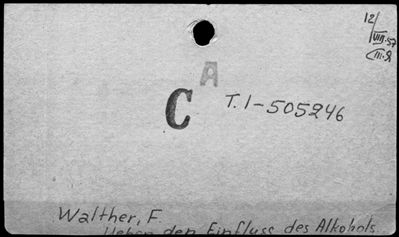 12/
VIII.57
A
C
T.1-505246
Walther, F.
Ueber den Einfluss des Alkohols